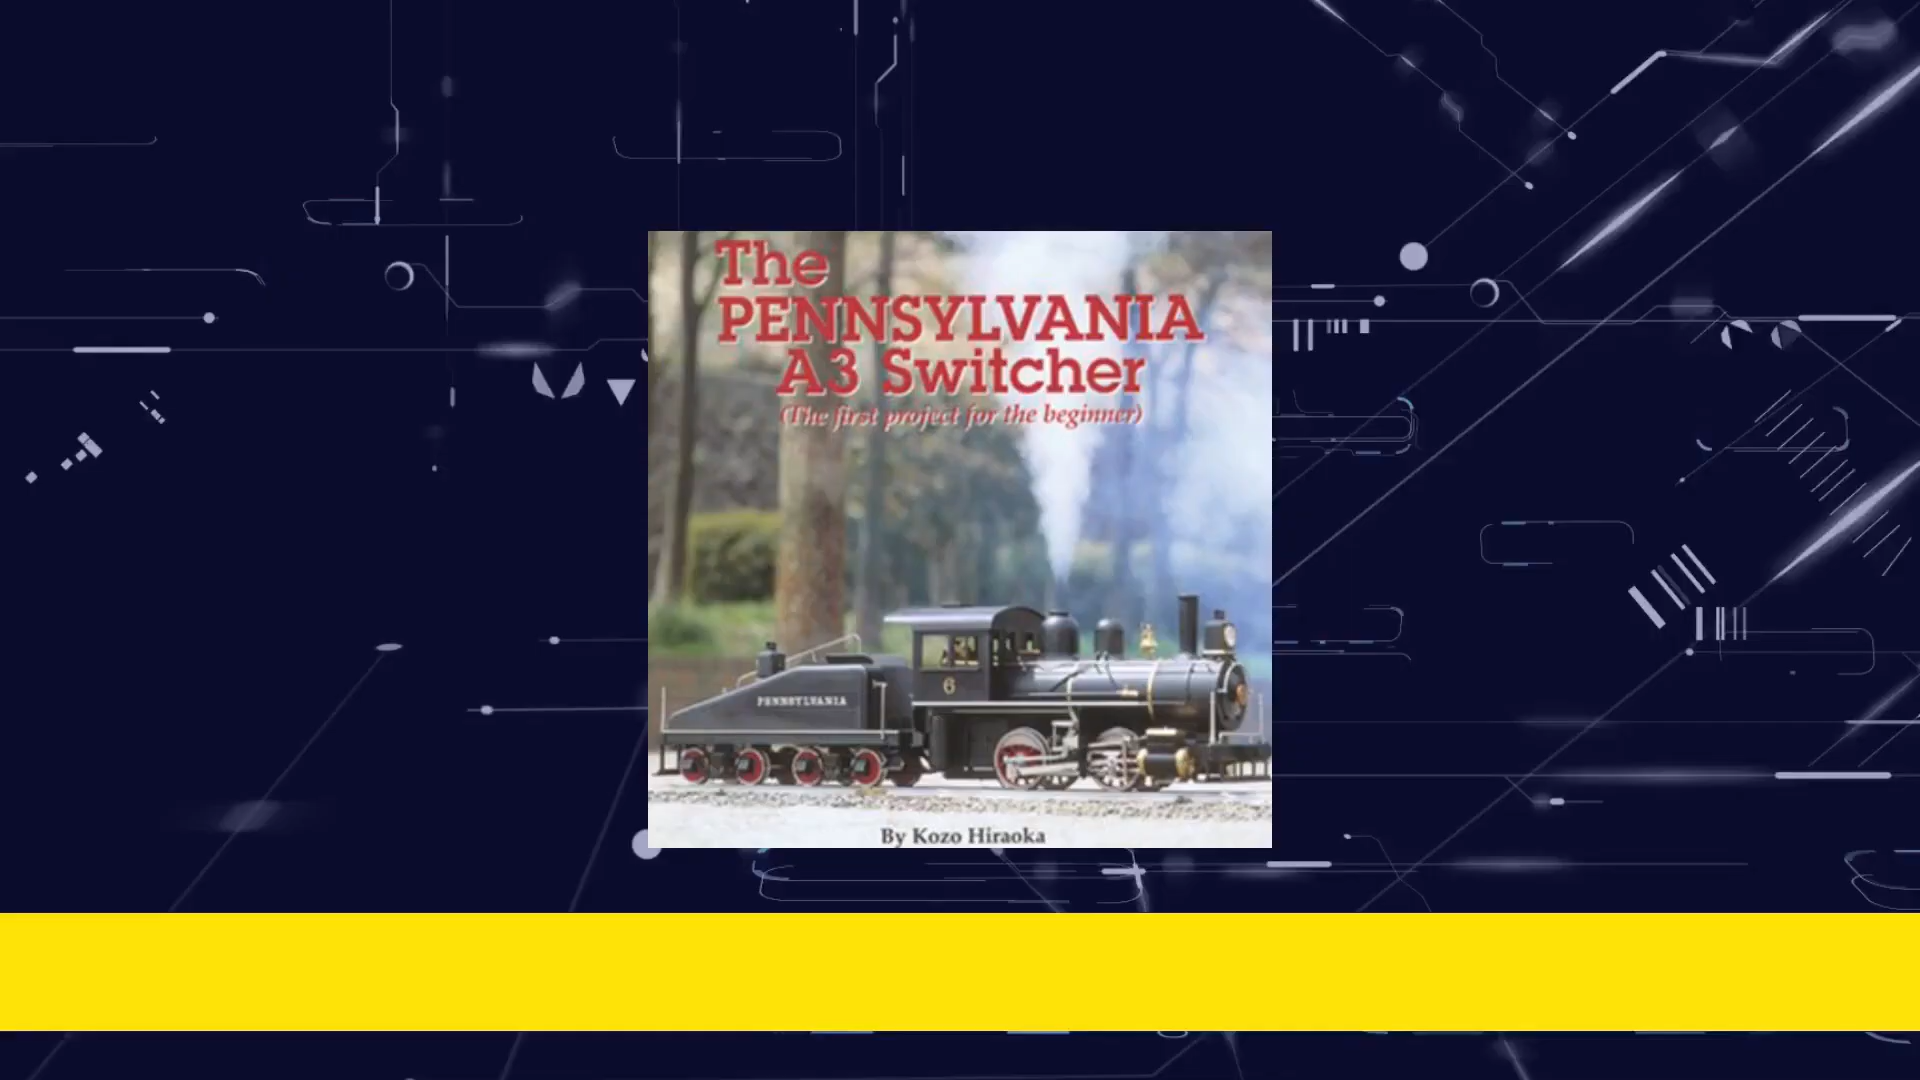 The
PENNSYLVANIA
A3 Switcher
(The first project for the beginner)
6
PENNSYLVANIA
By Kozo Hiraoka